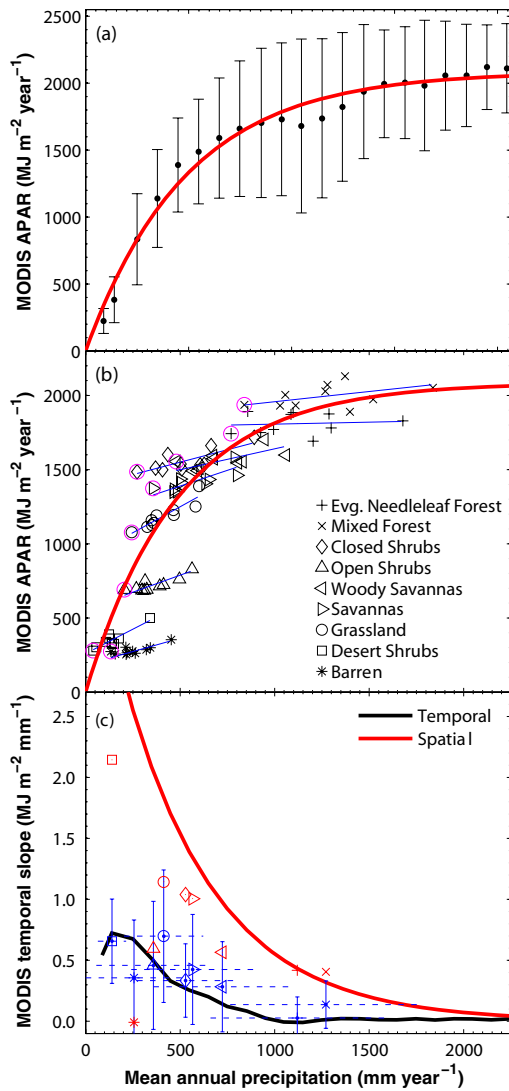 (a)
2500
2000
1500
1000
500
0
MODIS APAR (MJ m⁻² year⁻¹)
(b)
2000
1500
1000
500
0
MODIS APAR (MJ m⁻² year⁻¹)
Evg. Needleleaf Forest
Mixed Forest
Closed Shrubs
Open Shrubs
Woody Savannas
Savannas
Grassland
Desert Shrubs
Barren
(c)
2.5
2.0
1.5
1.0
0.5
0.0
MODIS temporal slope (MJ m⁻² mm⁻¹)
Temporal
Spatial
0 500 1000 1500 2000
Mean annual precipitation (mm year⁻¹)